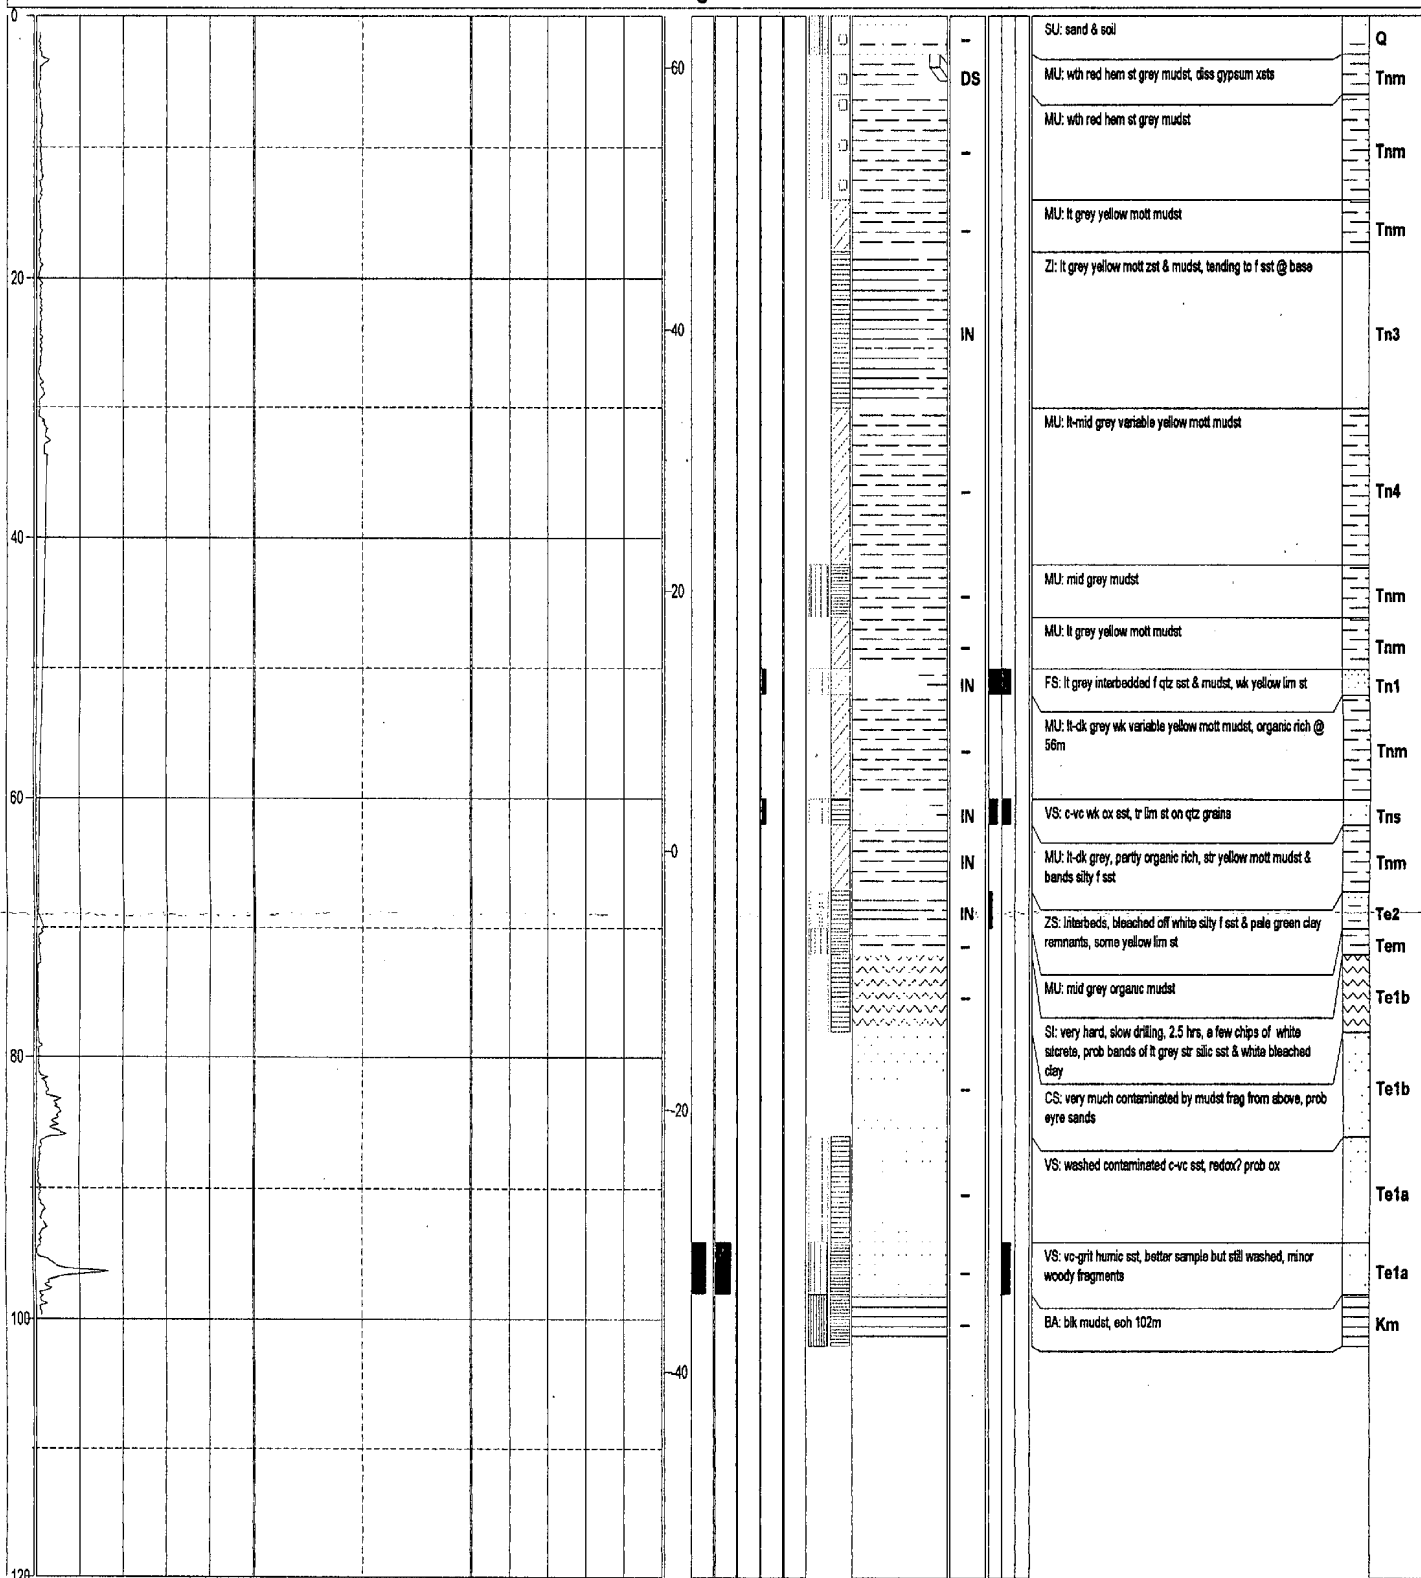 0
SU: sand & soil
Q
60
DS
MU: wth red hem st grey mudst, diss gypsum xsts
Tnm
MU: wth red hem st grey mudst
Tnm
MU: lt grey yellow mott mudst
Tnm
20
ZI: lt grey yellow mott zst & mudst, tending to f sst @ base
40
IN
Tn3
MU: lt-mid grey variable yellow mott mudst
Tn4
40
20
MU: mid grey mudst
Tnm
MU: lt grey yellow mott mudst
Tnm
IN
FS: lt grey interbedded f qtz sst & mudst, wk yellow lim st
Tn1
MU: lt-dk grey wk variable yellow mott mudst, organic rich @
56m
Tnm
60
IN
VS: c-vc wk ox sst, tr lim st on qtz grains
Tns
0
IN
MU: lt-dk grey, partly organic rich, str yellow mott mudst &
bands silty f sst
Tnm
IN
ZS: Interbeds, bleached off white silty f sst & pale green clay
remnants, some yellow lim st
Te2
Tem
MU: mid grey organic mudst
Te1b
80
SI: very hard, slow drilling, 2.5 hrs, a few chips of white
silcrete, prob bands of lt grey str silic sst & white bleached
clay
Te1b
-20
CS: very much contaminated by mudst frag from above, prob
eyre sands
VS: washed contaminated c-vc sst, redox? prob ox
Te1a
VS: vc-grit humic sst, better sample but still washed, minor
woody fragments
Te1a
100
BA: blk mudst, eoh 102m
Km
-40
120